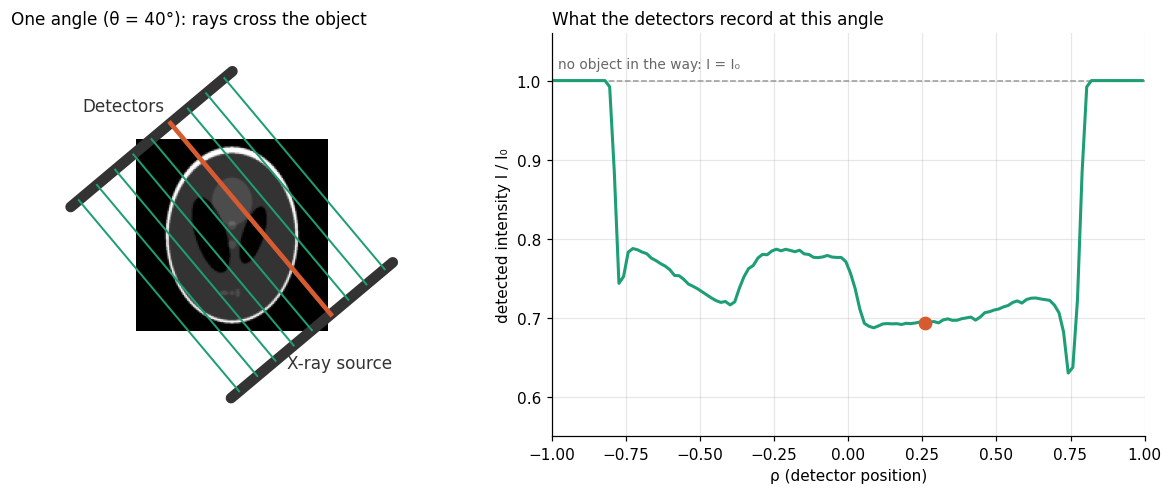 One angle (θ = 40°): rays cross the object
Detectors
X-ray source
What the detectors record at this angle
no object in the way: I = I₀
detected intensity I / I₀
1.0
0.9
0.8
0.7
0.6
−1.00 −0.75 −0.50 −0.25 0.00 0.25 0.50 0.75 1.00
ρ (detector position)